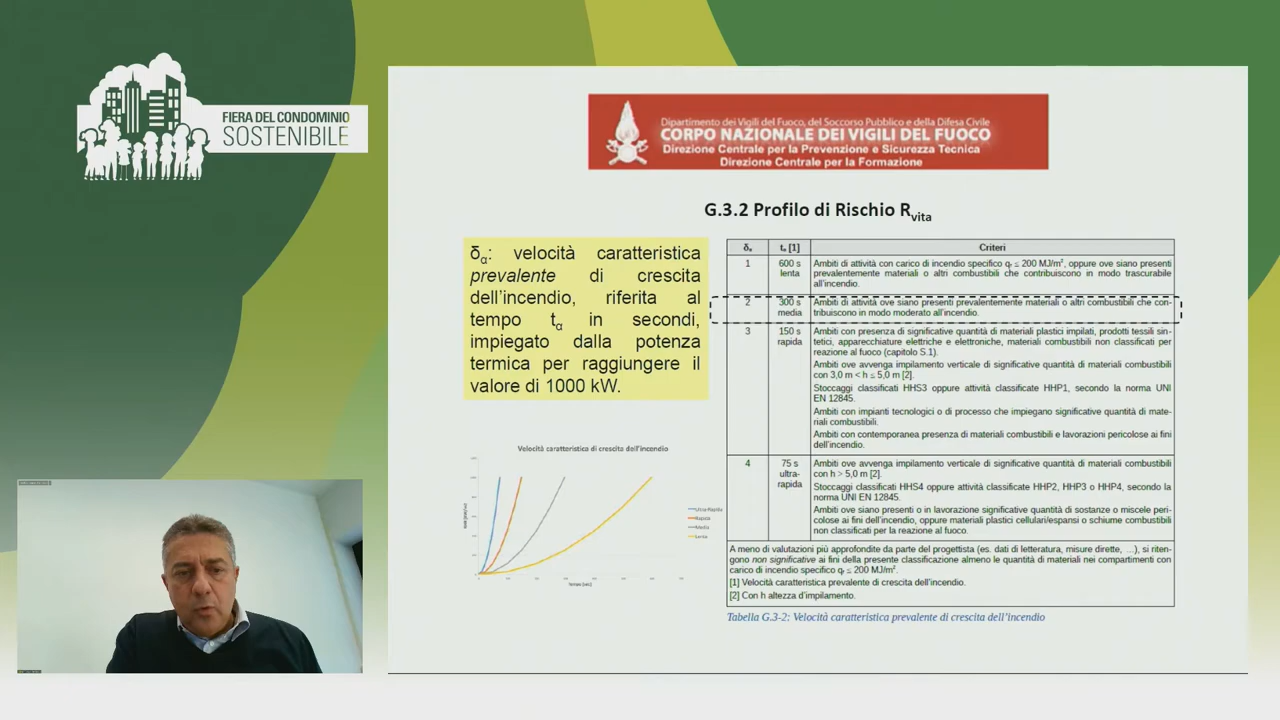 FIERA DEL CONDOMINIO
SOSTENIBILE
Dipartimento dei Vigili del Fuoco, del Soccorso Pubblico e della Difesa Civile
CORPO NAZIONALE DEI VIGILI DEL FUOCO
Direzione Centrale per la Prevenzione e Sicurezza Tecnica
Direzione Centrale per la Formazione
G.3.2 Profilo di Rischio Rvita
δα: velocità caratteristica
prevalente di crescita
dell'incendio, riferita al
tempo tα in secondi,
impiegato dalla potenza
termica per raggiungere il
valore di 1000 kW.
δα tα [1] Criteri
1 600 s lenta
Ambiti di attività con carico di incendio specifico qf ≤ 200 MJ/m², oppure ove siano presenti
prevalentemente materiali o altri combustibili che contribuiscono in modo trascurabile
all'incendio.
2 300 s media
Ambiti di attività ove siano presenti prevalentemente materiali o altri combustibili che con-
tribuiscono in modo moderato all'incendio.
3 150 s rapida
Ambiti con presenza di significative quantità di materiali plastici impilati, prodotti tessili sin-
tetici, apparecchiature elettriche e elettroniche, materiali combustibili non classificati per
reazione al fuoco (capitolo S.1).
Ambiti ove avvenga impilamento verticale di significative quantità di materiali combustibili
con 3,0 m < h ≤ 5,0 m [2].
Stoccaggi classificati HHS3 oppure attività classificate HHP1, secondo la norma UNI
EN 12845.
Ambiti con impianti tecnologici o di processo che impiegano significative quantità di mate-
riali combustibili.
Ambiti con contemporanea presenza di materiali combustibili e lavorazioni pericolose ai fini
dell'incendio.
4 75 s ultra-rapida
Ambiti ove avvenga impilamento verticale di significative quantità di materiali combustibili
con h > 5,0 m [2].
Stoccaggi classificati HHS4 oppure attività classificate HHP2, HHP3 o HHP4, secondo la
norma UNI EN 12845.
Ambiti ove siano presenti o in lavorazione significative quantità di sostanze o miscele peri-
colose ai fini dell'incendio, oppure materiali plastici cellulari/espansi o schiume combustibili
non classificati per la reazione al fuoco.
A meno di valutazioni più approfondite da parte del progettista (es. dati di letteratura, misure dirette, ...), si riten-
gono non significative ai fini della presente classificazione almeno le quantità di materiali nei compartimenti con
carico di incendio specifico qf ≤ 200 MJ/m².
[1] Velocità caratteristica prevalente di crescita dell'incendio.
[2] Con h altezza d'impilamento.
Tabella G.3-2: Velocità caratteristica prevalente di crescita dell'incendio
Velocità caratteristica di crescita dell'incendio
Ultra-Rapida
Rapida
Media
Lenta